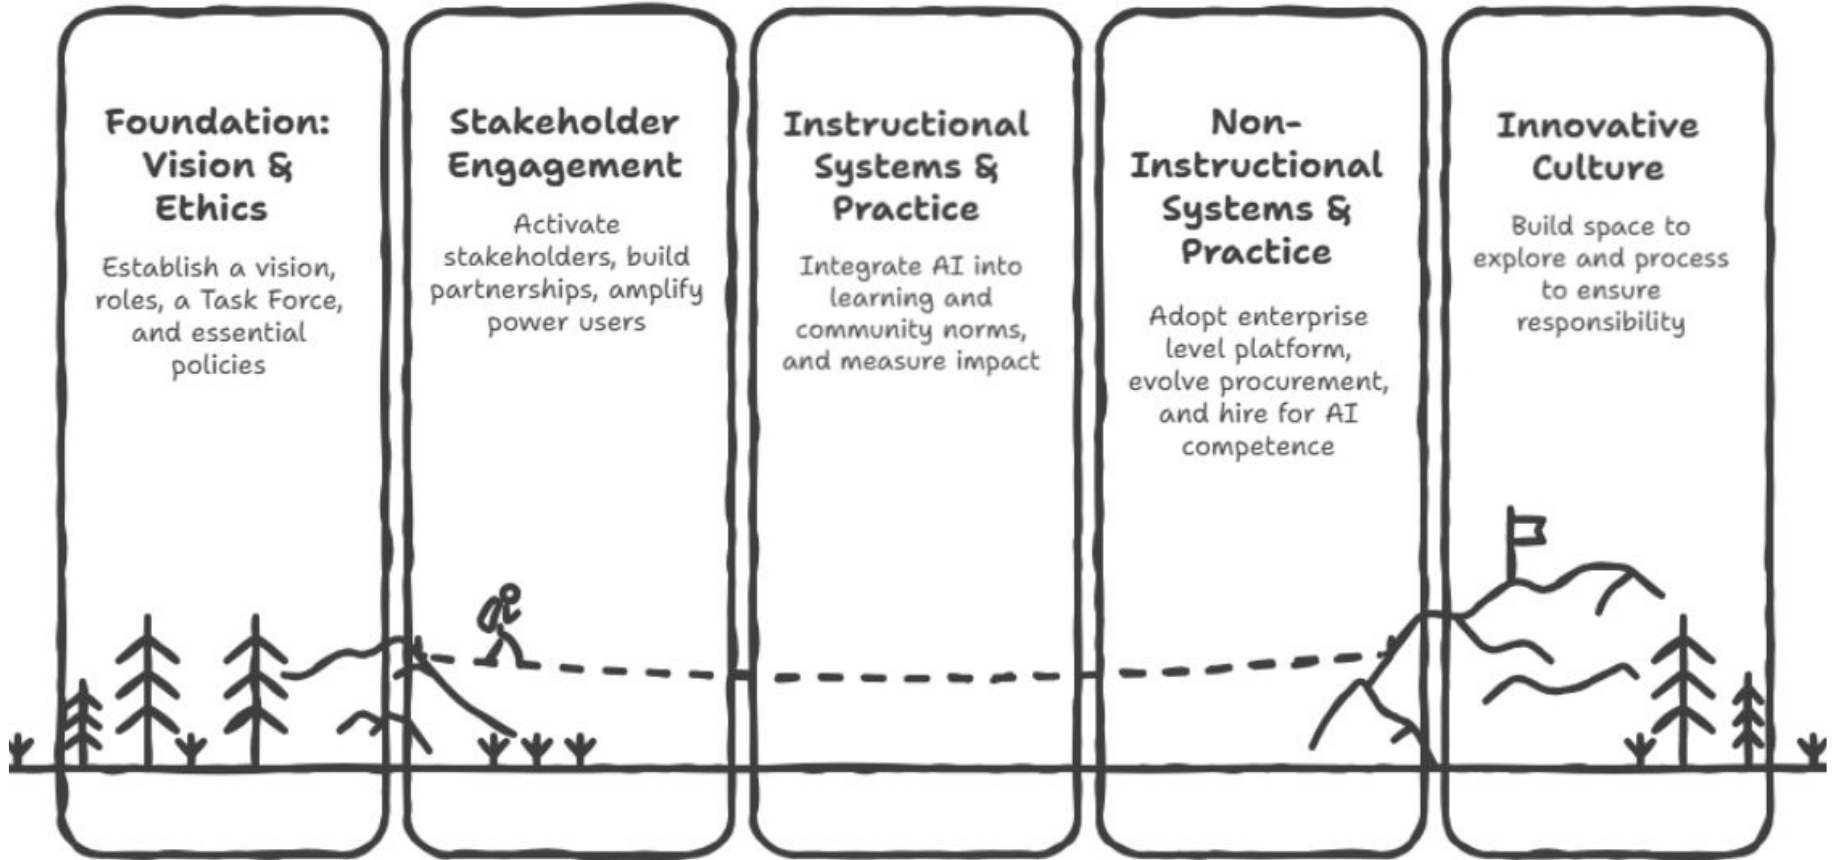 Foundation:
Vision &
Ethics
Establish a vision,
roles, a Task Force,
and essential
policies
Stakeholder
Engagement
Activate
stakeholders, build
partnerships, amplify
power users
Instructional
Systems &
Practice
Integrate AI into
learning and
community norms,
and measure impact
Non-
Instructional
Systems &
Practice
Adopt enterprise
level platform,
evolve procurement,
and hire for AI
competence
Innovative
Culture
Build space to
explore and process
to ensure
responsibility